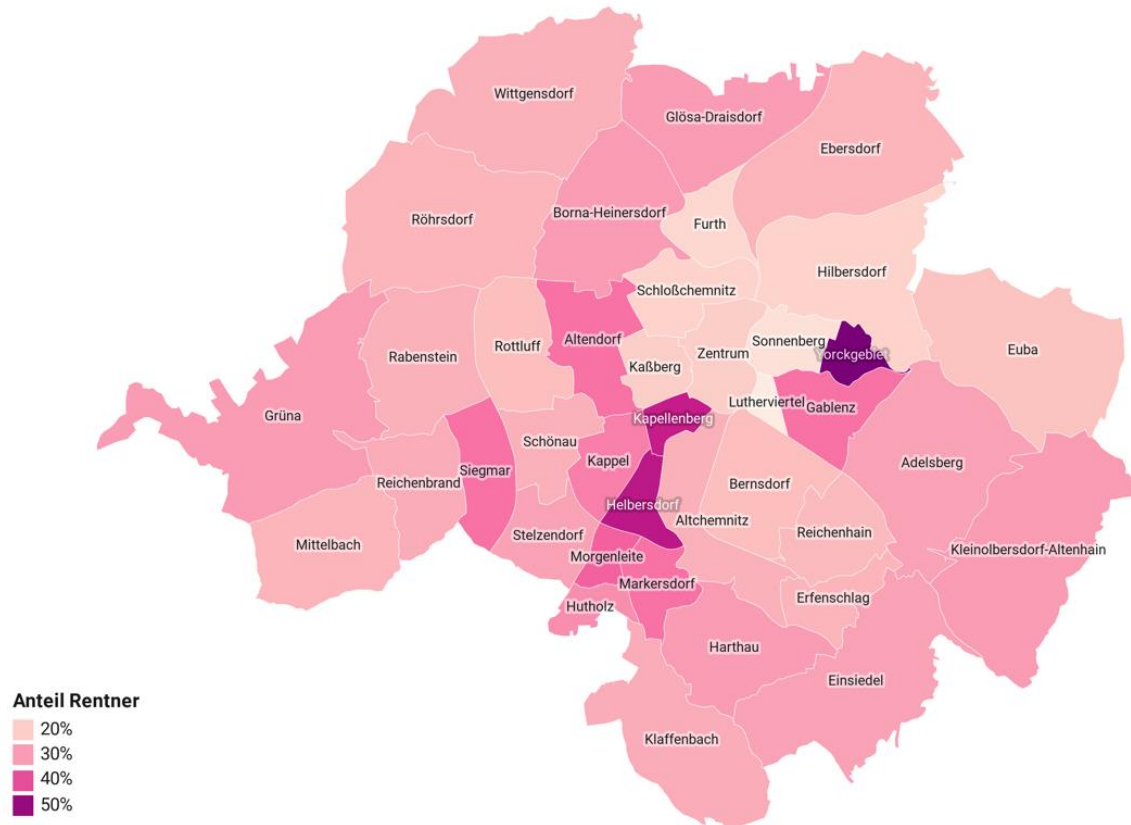 Wittgensdorf
Glösa-Draisdorf
Ebersdorf
Röhrsdorf
Borna-Heinersdorf
Furth
Hilbersdorf
Schloßchemnitz
Altendorf
Sonnenberg
Rottluff
Euba
Zentrum
Yorckgebiet
Rabenstein
Kaßberg
Lutherviertel
Gablenz
Grüna
Kapellenberg
Schönau
Kappel
Adelsberg
Siegmar
Reichenbrand
Bernsdorf
Helbersdorf
Altchemnitz
Reichenhain
Stelzendorf
Mittelbach
Kleinolbersdorf-Altenhain
Morgenleite
Markersdorf
Erfenschlag
Hutholz
Harthau
Einsiedel
Klaffenbach
Anteil Rentner
20%
30%
40%
50%